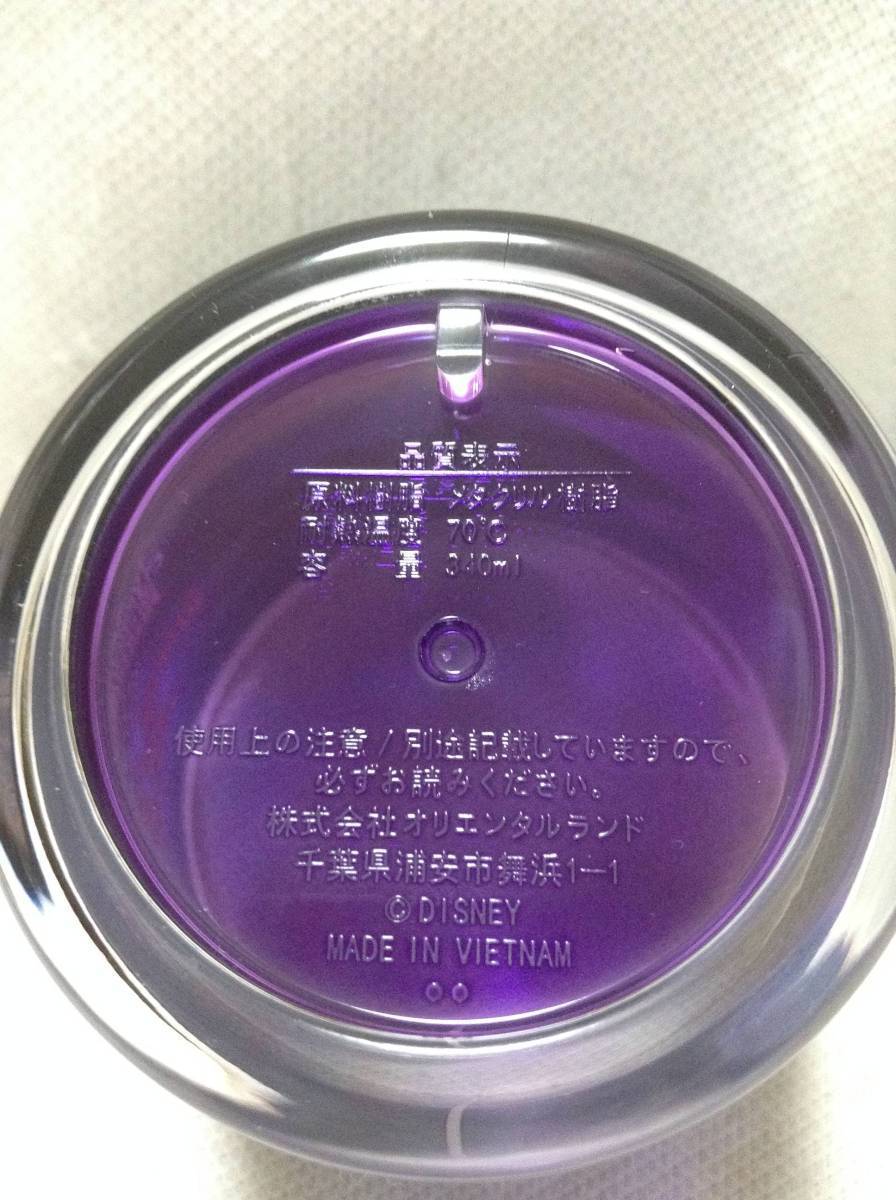 品質表示
原料樹脂 メタクリル樹脂
耐熱温度 70℃
容 量 340ml
使用上の注意/別途記載していますので、
必ずお読みください。
株式会社オリエンタルランド
千葉県浦安市舞浜1-1
©DISNEY
MADE IN VIETNAM